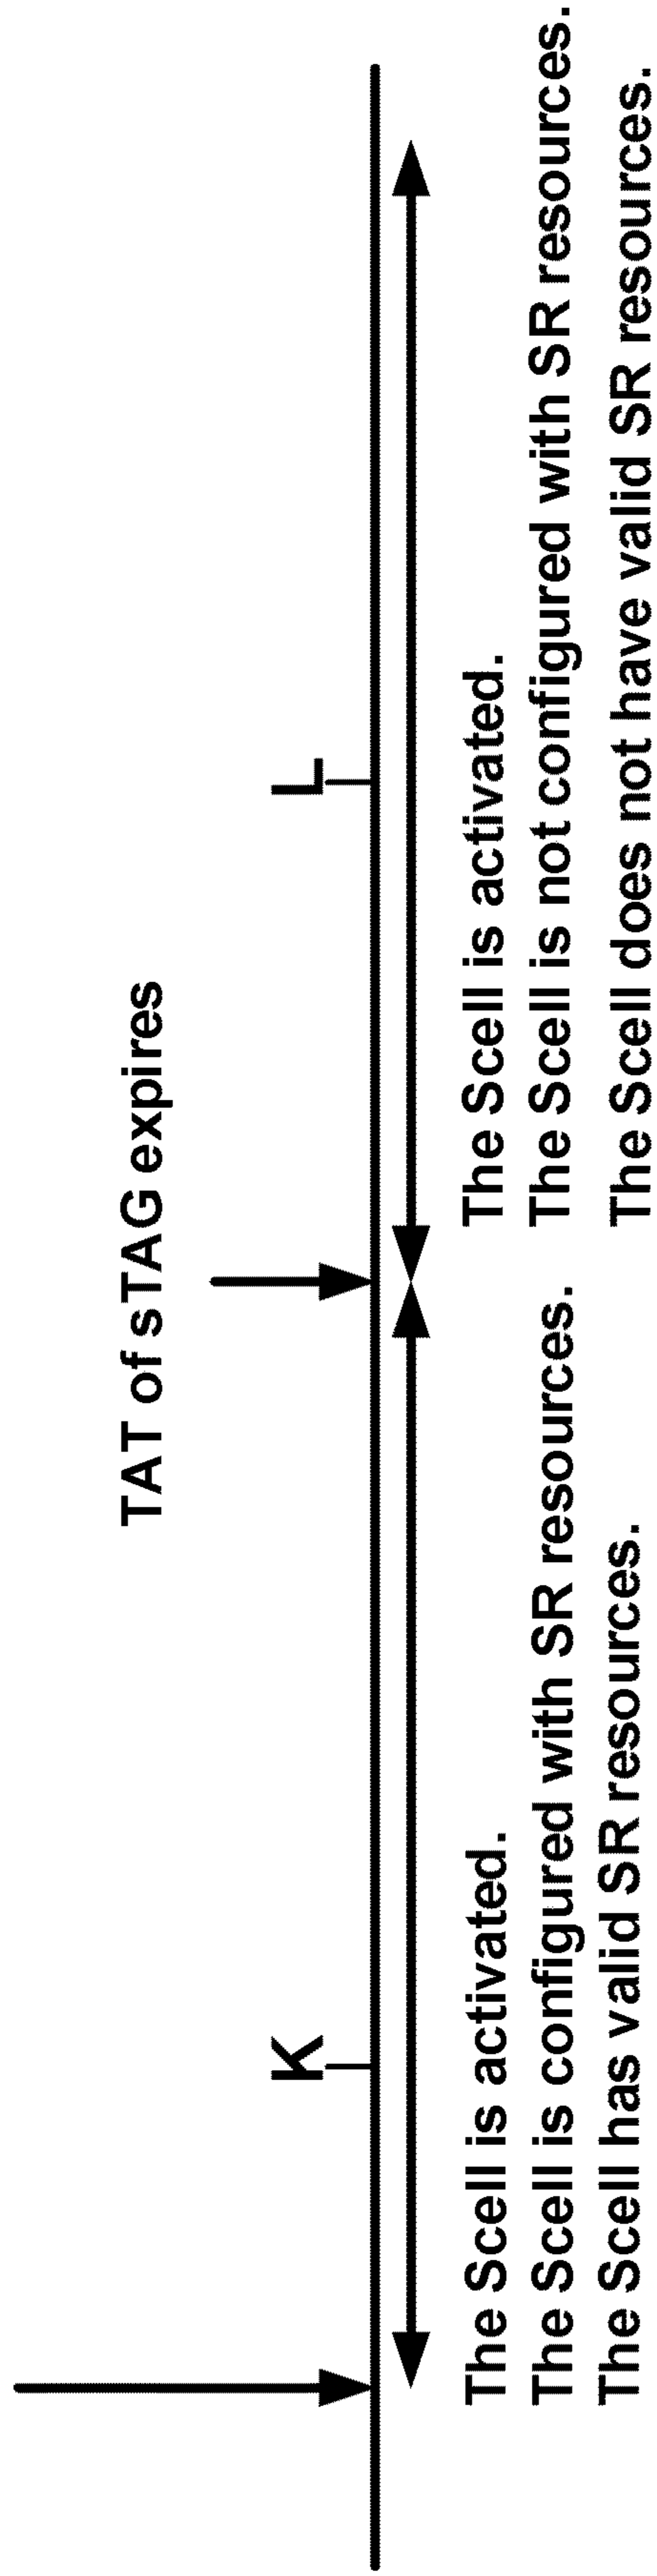 TAT of sTAG expires
K
L
The Scell is activated.
The Scell is configured with SR resources.
The Scell has valid SR resources.
The Scell is activated.
The Scell is not configured with SR resources.
The Scell does not have valid SR resources.